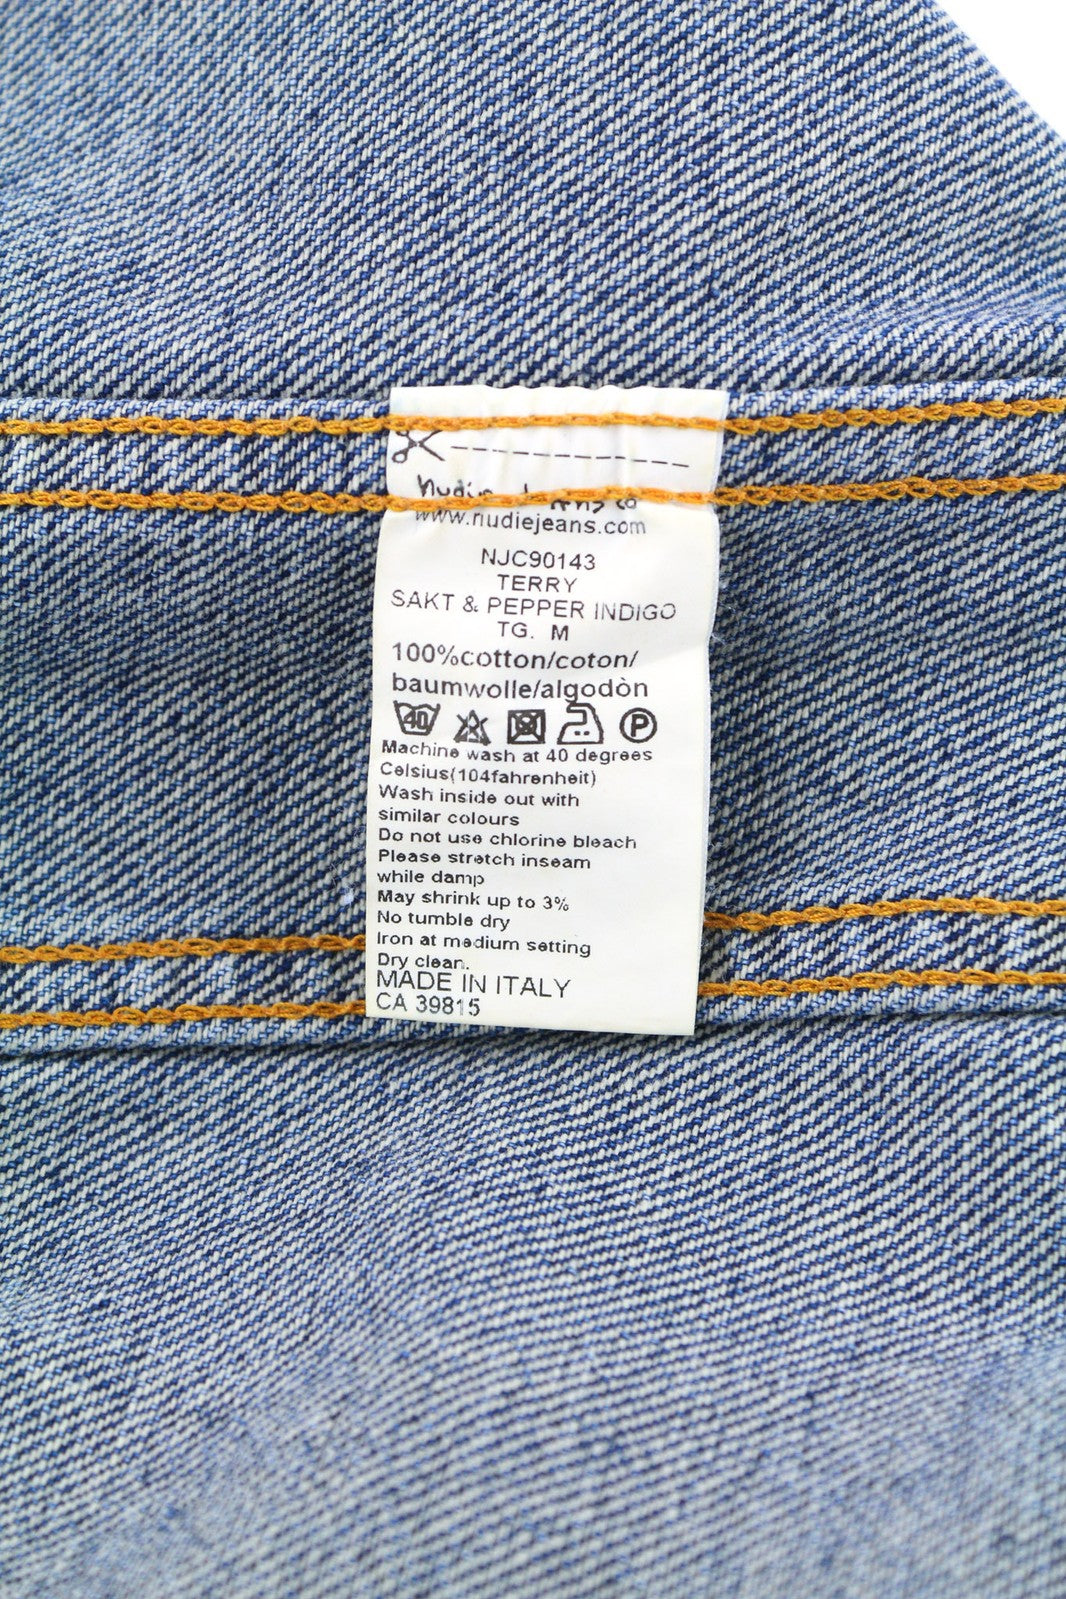 nudie jeans co
www.nudiejeans.com
NJC90143
TERRY
SAKT & PEPPER INDIGO
TG. M
100%cotton/coton/
baumwolle/algodòn
40 P
Machine wash at 40 degrees
Celsius(104fahrenheit)
Wash inside out with
similar colours
Do not use chlorine bleach
Please stretch inseam
while damp
May shrink up to 3%
No tumble dry
Iron at medium setting
Dry clean.
MADE IN ITALY
CA 39815